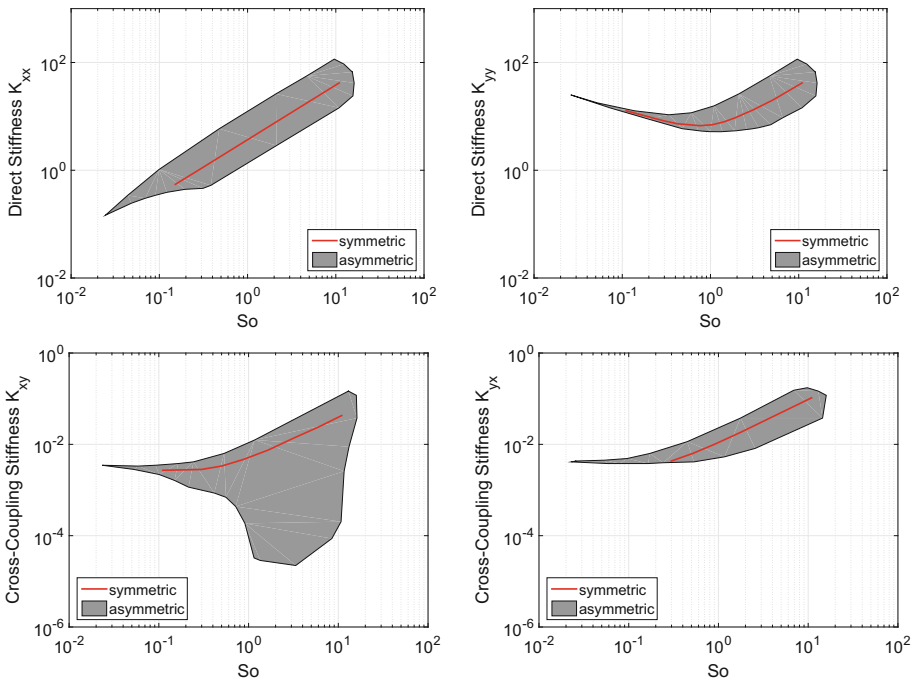 Direct Stiffness K_xx
10^2
10^0
10^-2
10^-2 10^-1 10^0 10^1 10^2
So
symmetric
asymmetric
Direct Stiffness K_yy
10^2
10^0
10^-2
10^-2 10^-1 10^0 10^1 10^2
So
symmetric
asymmetric
Cross-Coupling Stiffness K_xy
10^0
10^-2
10^-4
10^-6
10^-2 10^-1 10^0 10^1 10^2
So
symmetric
asymmetric
Cross-Coupling Stiffness K_yx
10^0
10^-2
10^-4
10^-6
10^-2 10^-1 10^0 10^1 10^2
So
symmetric
asymmetric